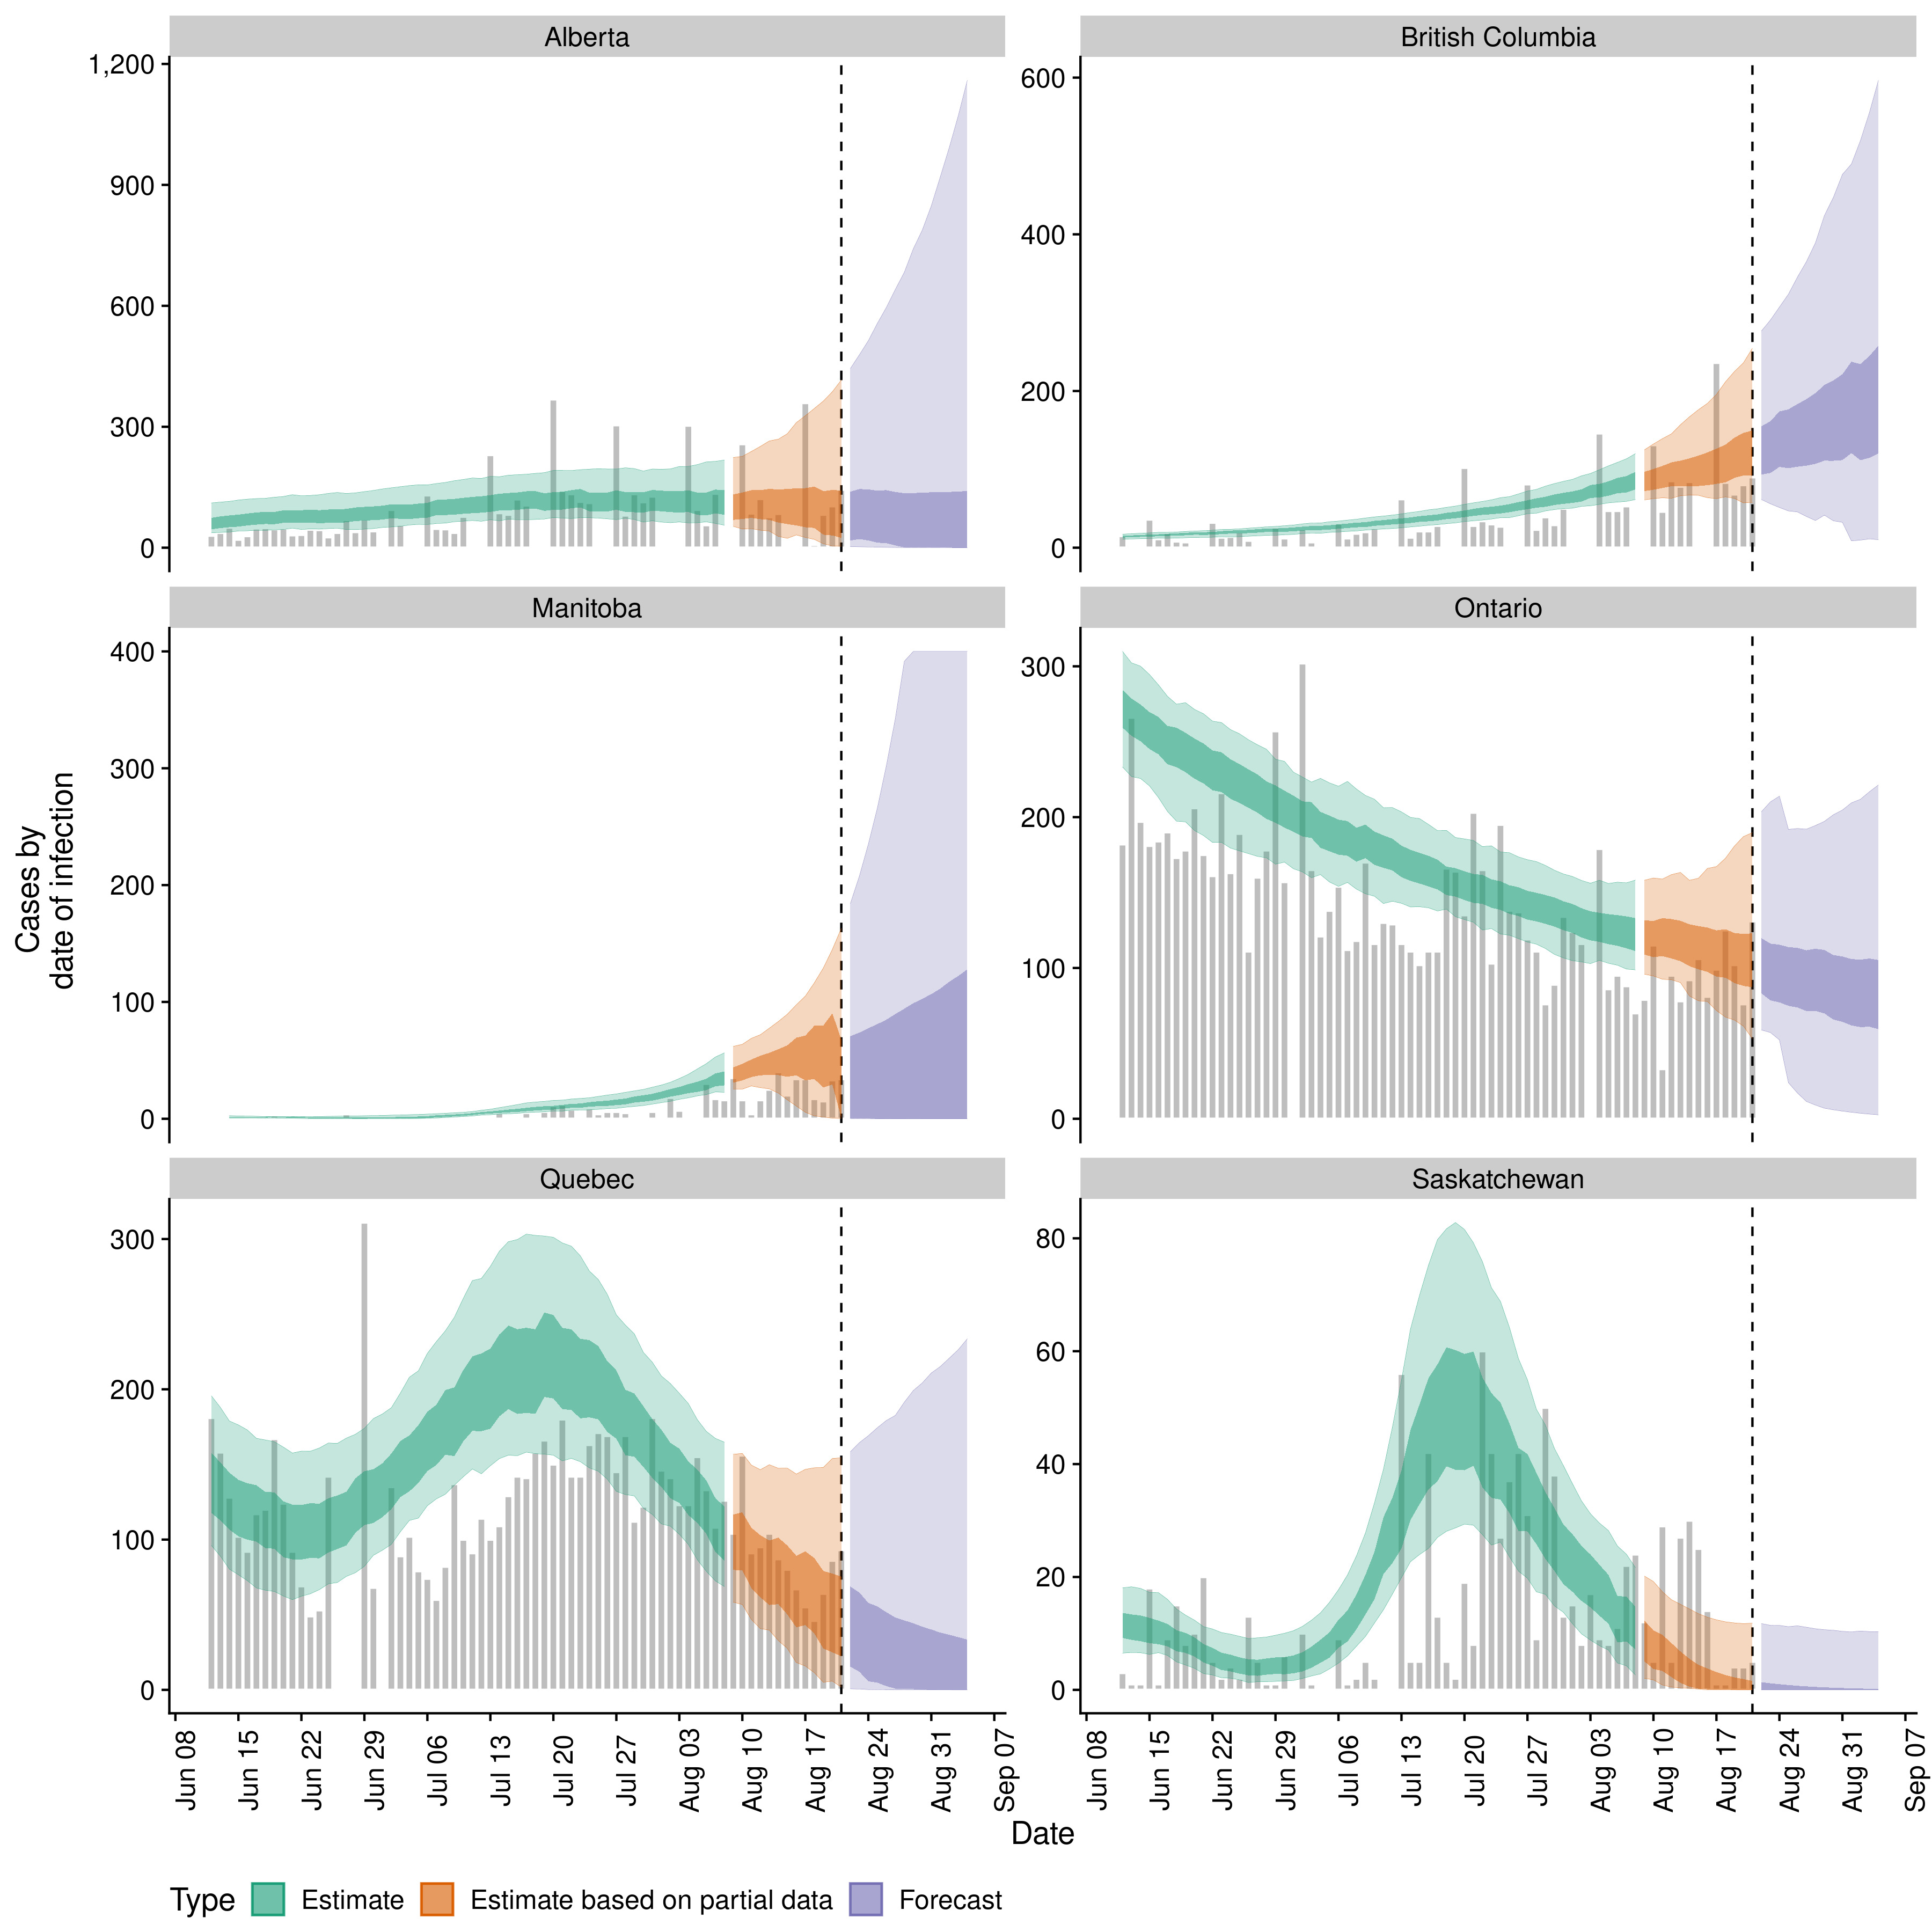 Alberta
British Columbia
1,200
900
600
300
0
600
400
200
0
Manitoba
Ontario
400
300
200
100
0
300
200
100
0
Cases by
date of infection
Quebec
Saskatchewan
300
200
100
0
80
60
40
20
0
Jun 08
Jun 15
Jun 22
Jun 29
Jul 06
Jul 13
Jul 20
Jul 27
Aug 03
Aug 10
Aug 17
Aug 24
Aug 31
Sep 07
Jun 08
Jun 15
Jun 22
Jun 29
Jul 06
Jul 13
Jul 20
Jul 27
Aug 03
Aug 10
Aug 17
Aug 24
Aug 31
Sep 07
Date
Type Estimate Estimate based on partial data Forecast